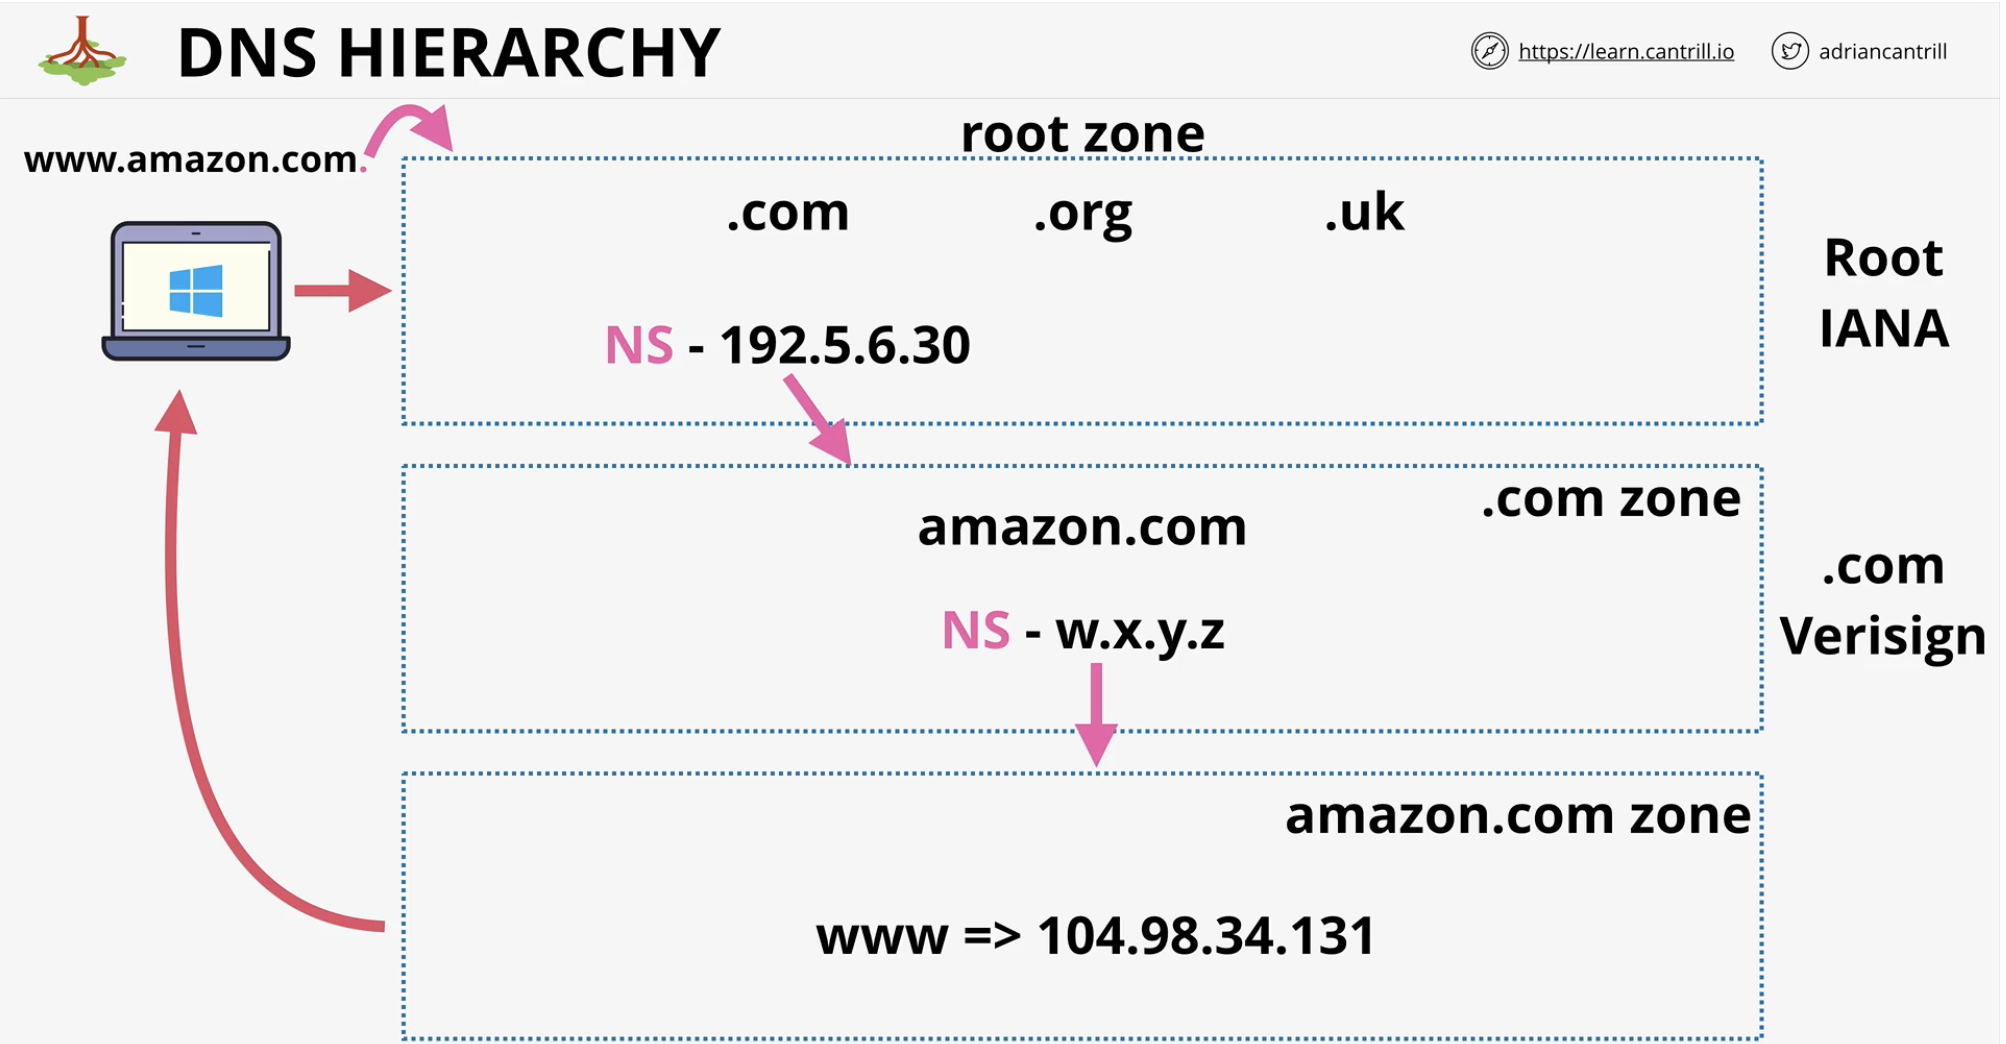 DNS HIERARCHY
https://learn.cantrill.io
adriancantrill
www.amazon.com.
root zone
.com .org .uk
NS - 192.5.6.30
Root
IANA
.com zone
amazon.com
NS - w.x.y.z
.com
Verisign
amazon.com zone
www => 104.98.34.131